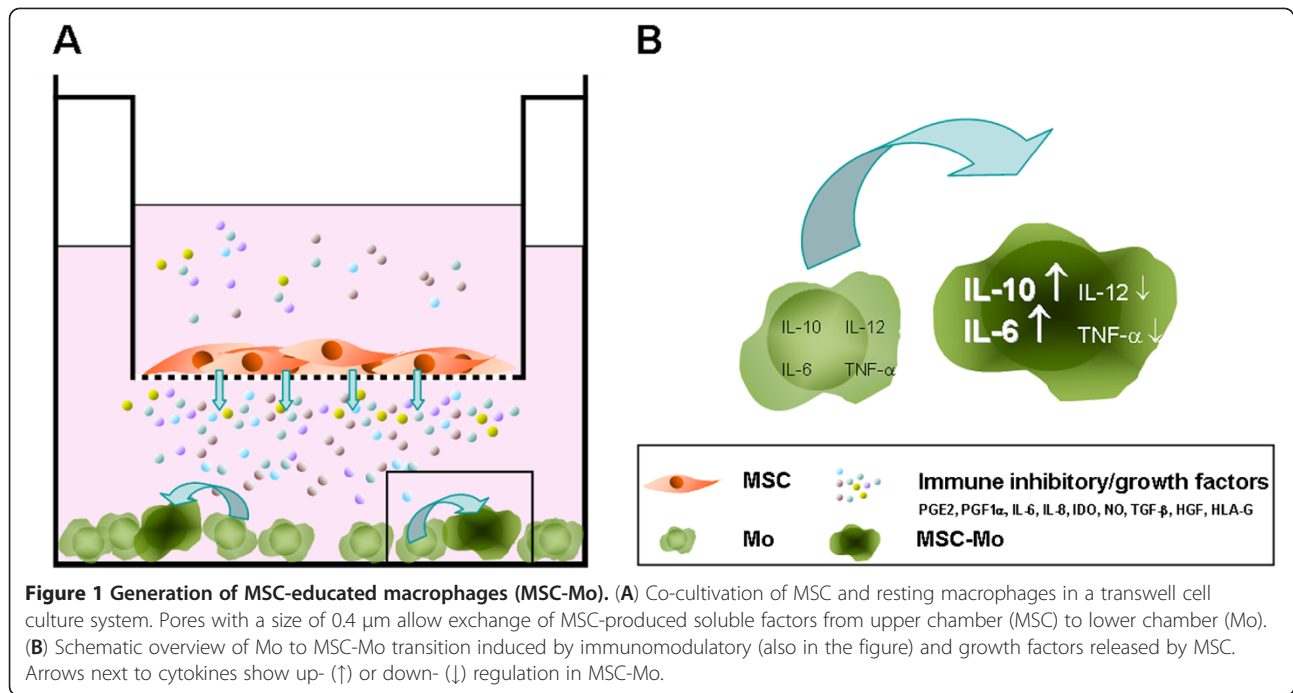 A
B
IL-10 ↑ IL-12 ↓
IL-6 ↑ TNF-α ↓
IL-10 IL-12
IL-6 TNF-α
MSC
Immune inhibitory/growth factors
PGE2, PGF1α, IL-6, IL-8, IDO, NO, TGF-β, HGF, HLA-G
Mo
MSC-Mo
Figure 1 Generation of MSC-educated macrophages (MSC-Mo). (A) Co-cultivation of MSC and resting macrophages in a transwell cell
culture system. Pores with a size of 0.4 μm allow exchange of MSC-produced soluble factors from upper chamber (MSC) to lower chamber (Mo).
(B) Schematic overview of Mo to MSC-Mo transition induced by immunomodulatory (also in the figure) and growth factors released by MSC.
Arrows next to cytokines show up- (↑) or down- (↓) regulation in MSC-Mo.